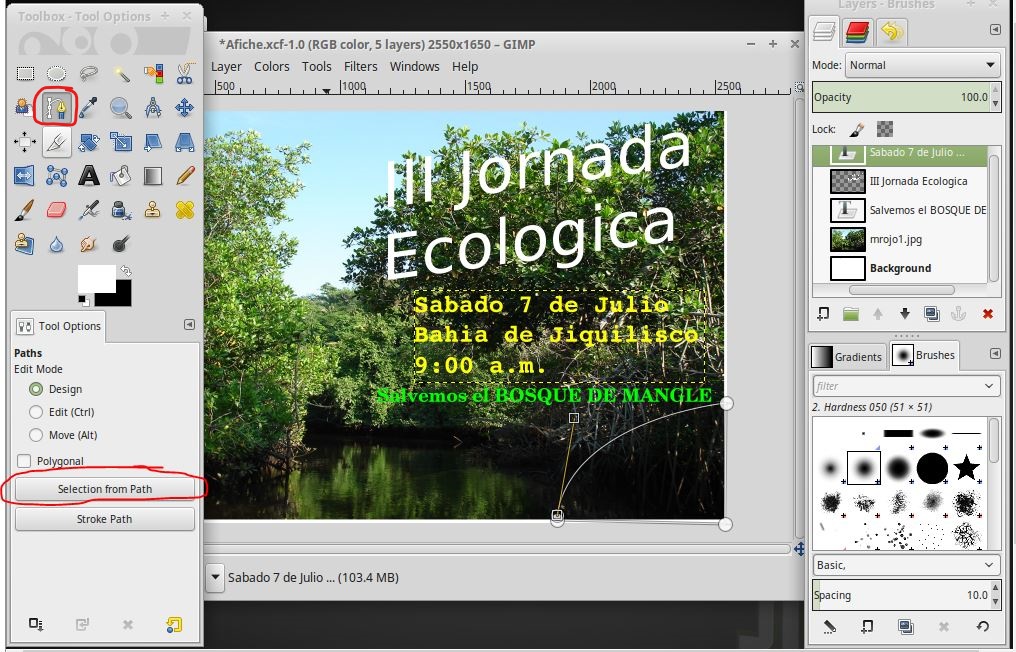 Toolbox - Tool Options
*Afiche.xcf-1.0 (RGB color, 5 layers) 2550x1650 – GIMP
Layer Colors Tools Filters Windows Help
500 1000 1500 2000 2500
III Jornada
Ecologica
Sabado 7 de Julio
Bahia de Jiquilisco
9:00 a.m.
Salvemos el BOSQUE DE MANGLE
Tool Options
Paths
Edit Mode
Design
Edit (Ctrl)
Move (Alt)
Polygonal
Selection from Path
Stroke Path
Sabado 7 de Julio ... (103.4 MB)
Layers - Brushes
Mode: Normal
Opacity 100.0
Lock:
Sabado 7 de Julio ...
III Jornada Ecologica
Salvemos el BOSQUE DE
mrojo1.jpg
Background
Gradients Brushes
filter
2. Hardness 050 (51 × 51)
Basic,
Spacing 10.0